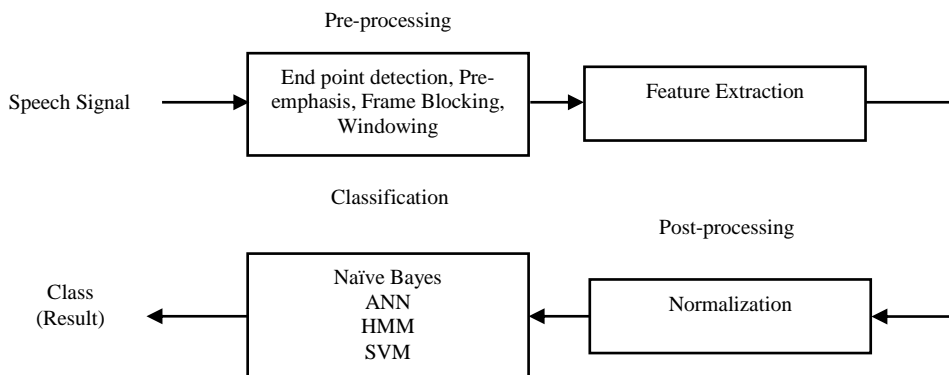 Pre-processing
Speech Signal
End point detection, Pre-
emphasis, Frame Blocking,
Windowing
Feature Extraction
Classification
Post-processing
Class
(Result)
Naïve Bayes
ANN
HMM
SVM
Normalization